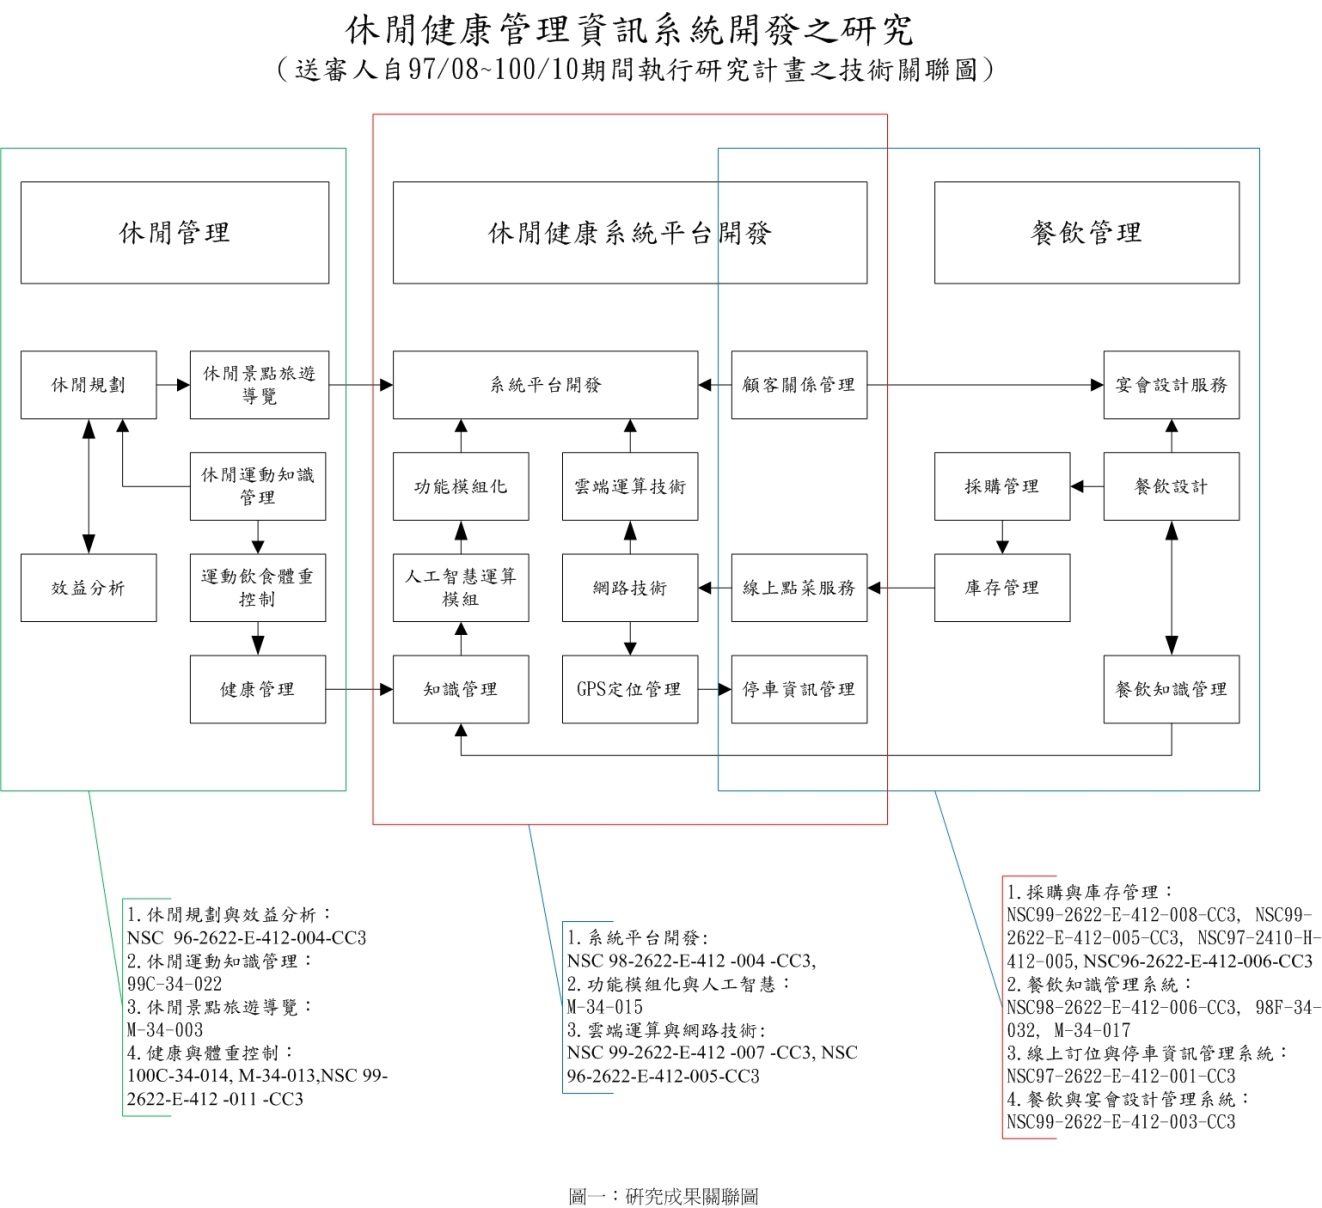 休閒健康管理資訊系統開發之研究
（送審人自97/08~100/10期間執行研究計畫之技術關聯圖）
休閒管理
休閒健康系統平台開發
餐飲管理
休閒規劃
休閒景點旅遊
導覽
系統平台開發
顧客關係管理
宴會設計服務
休閒運動知識
管理
功能模組化
雲端運算技術
採購管理
餐飲設計
效益分析
運動飲食體重
控制
人工智慧運算
模組
網路技術
線上點菜服務
庫存管理
健康管理
知識管理
GPS定位管理
停車資訊管理
餐飲知識管理
1.休閒規劃與效益分析：
NSC 96-2622-E-412-004-CC3
2.休閒運動知識管理：
99C-34-022
3.休閒景點旅遊導覽：
M-34-003
4.健康與體重控制：
100C-34-014, M-34-013,NSC 99-
2622-E-412 -011 -CC3
1.系統平台開發:
NSC 98-2622-E-412 -004 -CC3,
2.功能模組化與人工智慧：
M-34-015
3.雲端運算與網路技術:
NSC 99-2622-E-412 -007 -CC3, NSC
96-2622-E-412-005-CC3
1.採購與庫存管理：
NSC99-2622-E-412-008-CC3, NSC99-
2622-E-412-005-CC3, NSC97-2410-H-
412-005, NSC96-2622-E-412-006-CC3
2.餐飲知識管理系統：
NSC98-2622-E-412-006-CC3, 98F-34-
032, M-34-017
3.線上訂位與停車資訊管理系統：
NSC97-2622-E-412-001-CC3
4.餐飲與宴會設計管理系統：
NSC99-2622-E-412-003-CC3
圖一：研究成果關聯圖